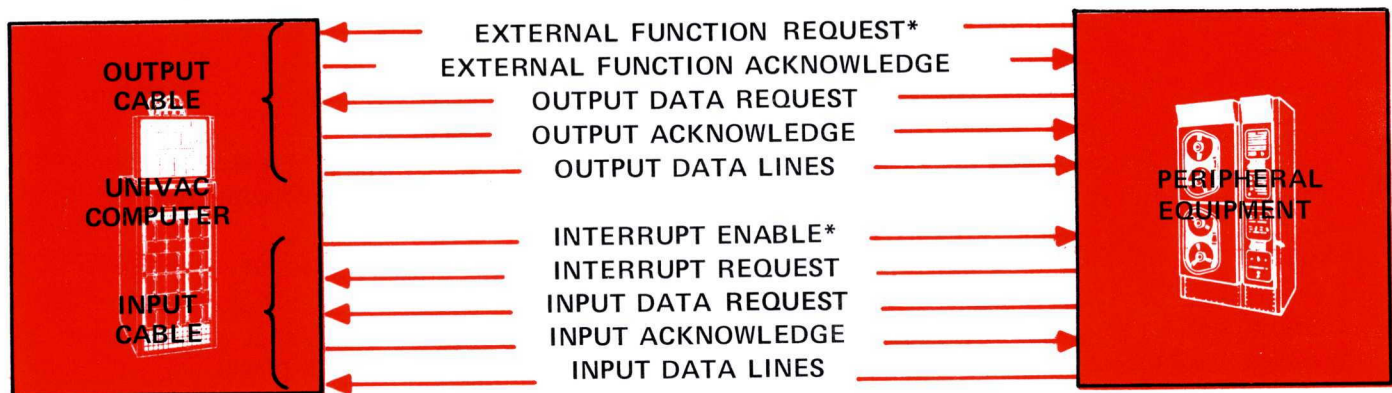 OUTPUT
CABLE
UNIVAC
COMPUTER
INPUT
CABLE
EXTERNAL FUNCTION REQUEST*
EXTERNAL FUNCTION ACKNOWLEDGE
OUTPUT DATA REQUEST
OUTPUT ACKNOWLEDGE
OUTPUT DATA LINES
INTERRUPT ENABLE*
INTERRUPT REQUEST
INPUT DATA REQUEST
INPUT ACKNOWLEDGE
INPUT DATA LINES
PERIPHERAL
EQUIPMENT